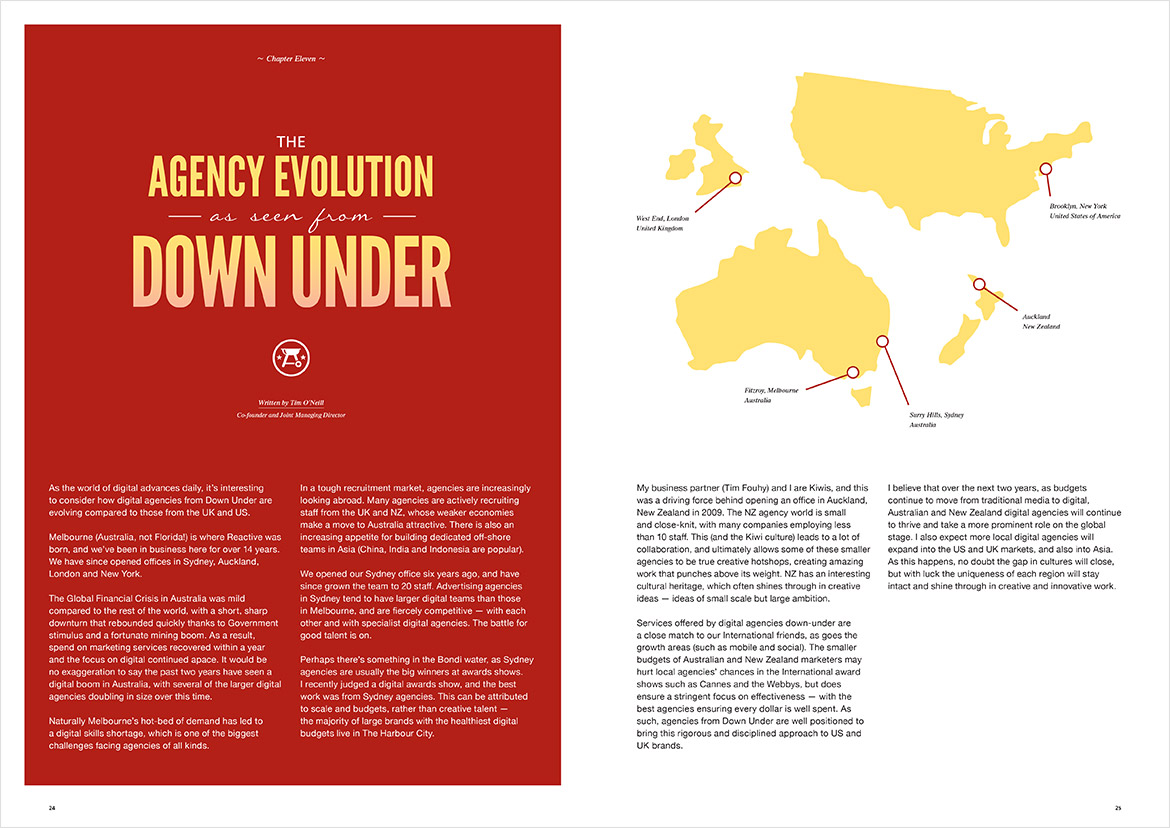 ~ Chapter Eleven ~
THE
AGENCY EVOLUTION
as seen from
DOWN UNDER
Written by Tim O'Neill
Co-founder and Joint Managing Director
As the world of digital advances daily, it's interesting
to consider how digital agencies from Down Under are
evolving compared to those from the UK and US.
Melbourne (Australia, not Florida!) is where Reactive was
born, and we've been in business here for over 14 years.
We have since opened offices in Sydney, Auckland,
London and New York.
The Global Financial Crisis in Australia was mild
compared to the rest of the world, with a short, sharp
downturn that rebounded quickly thanks to Government
stimulus and a fortunate mining boom. As a result,
spend on marketing services recovered within a year
and the focus on digital continued apace. It would be
no exaggeration to say the past two years have seen a
digital boom in Australia, with several of the larger digital
agencies doubling in size over this time.
Naturally Melbourne's hot-bed of demand has led to
a digital skills shortage, which is one of the biggest
challenges facing agencies of all kinds.
In a tough recruitment market, agencies are increasingly
looking abroad. Many agencies are actively recruiting
staff from the UK and NZ, whose weaker economies
make a move to Australia attractive. There is also an
increasing appetite for building dedicated off-shore
teams in Asia (China, India and Indonesia are popular).
We opened our Sydney office six years ago, and have
since grown the team to 20 staff. Advertising agencies
in Sydney tend to have larger digital teams than those
in Melbourne, and are fiercely competitive — with each
other and with specialist digital agencies. The battle for
good talent is on.
Perhaps there's something in the Bondi water, as Sydney
agencies are usually the big winners at awards shows.
I recently judged a digital awards show, and the best
work was from Sydney agencies. This can be attributed
to scale and budgets, rather than creative talent —
the majority of large brands with the healthiest digital
budgets live in The Harbour City.
24
West End, London
United Kingdom
Brooklyn, New York
United States of America
Auckland
New Zealand
Fitzroy, Melbourne
Australia
Surry Hills, Sydney
Australia
My business partner (Tim Fouhy) and I are Kiwis, and this
was a driving force behind opening an office in Auckland,
New Zealand in 2009. The NZ agency world is small
and close-knit, with many companies employing less
than 10 staff. This (and the Kiwi culture) leads to a lot of
collaboration, and ultimately allows some of these smaller
agencies to be true creative hotshops, creating amazing
work that punches above its weight. NZ has an interesting
cultural heritage, which often shines through in creative
ideas — ideas of small scale but large ambition.
Services offered by digital agencies down-under are
a close match to our International friends, as goes the
growth areas (such as mobile and social). The smaller
budgets of Australian and New Zealand marketers may
hurt local agencies' chances in the International award
shows such as Cannes and the Webbys, but does
ensure a stringent focus on effectiveness — with the
best agencies ensuring every dollar is well spent. As
such, agencies from Down Under are well positioned to
bring this rigorous and disciplined approach to US and
UK brands.
I believe that over the next two years, as budgets
continue to move from traditional media to digital,
Australian and New Zealand digital agencies will continue
to thrive and take a more prominent role on the global
stage. I also expect more local digital agencies will
expand into the US and UK markets, and also into Asia.
As this happens, no doubt the gap in cultures will close,
but with luck the uniqueness of each region will stay
intact and shine through in creative and innovative work.
25